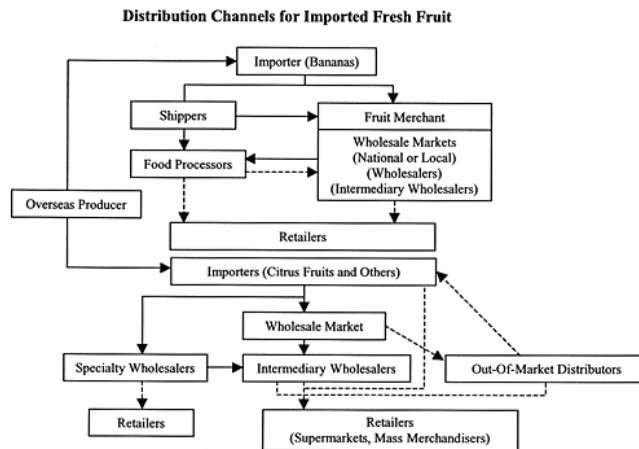 Distribution Channels for Imported Fresh Fruit
Importer (Bananas)
Shippers
Fruit Merchant
Wholesale Markets
(National or Local)
(Wholesalers)
(Intermediary Wholesalers)
Food Processors
Overseas Producer
Retailers
Importers (Citrus Fruits and Others)
Wholesale Market
Specialty Wholesalers
Intermediary Wholesalers
Out-Of-Market Distributors
Retailers
Retailers
(Supermarkets, Mass Merchandisers)